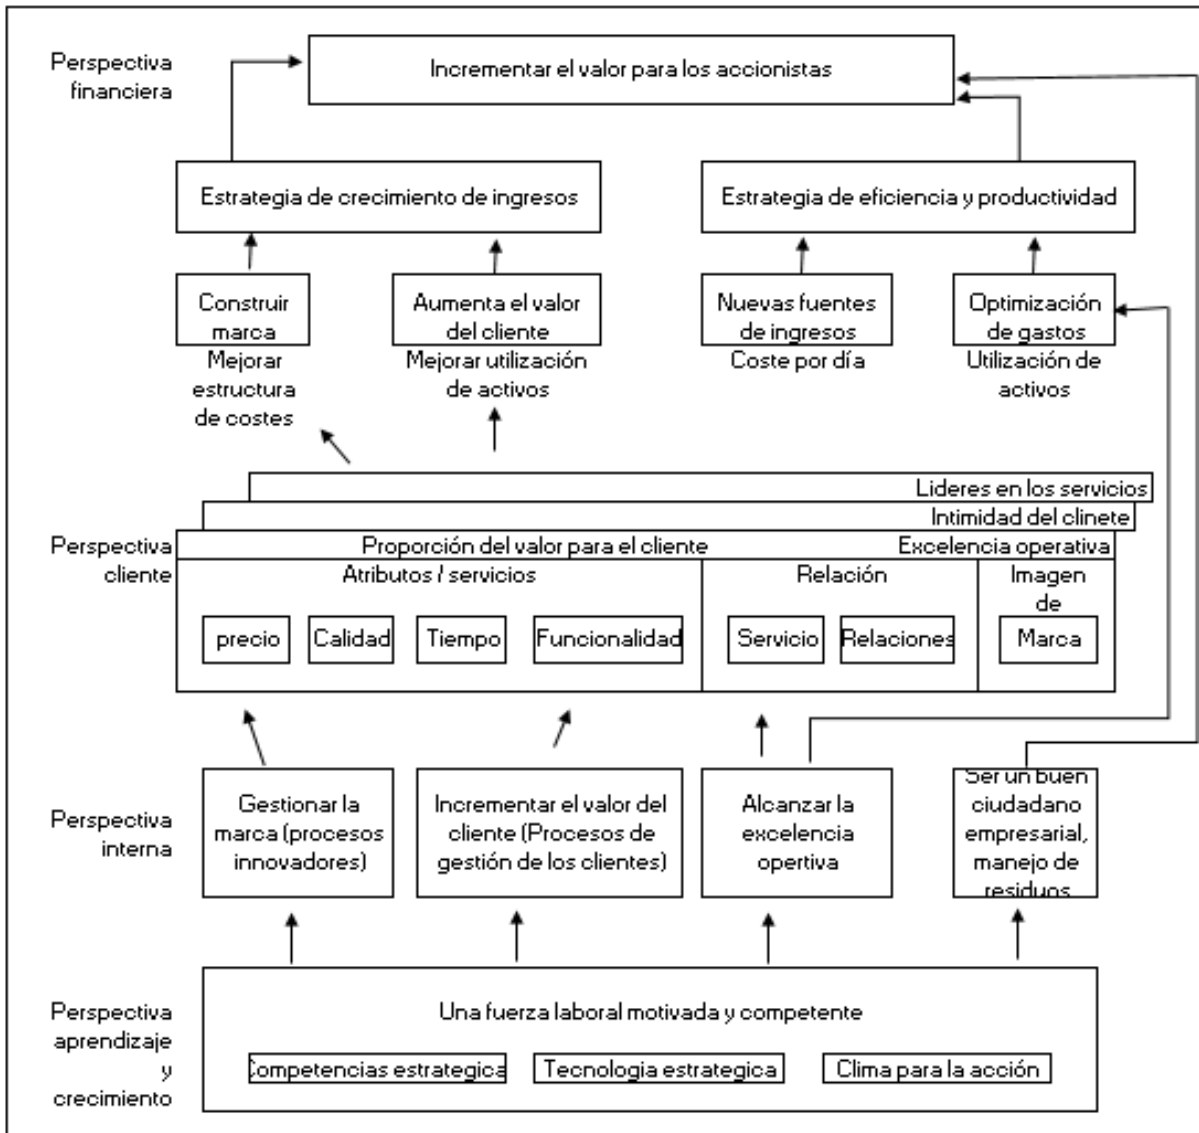 Perspectiva
financiera
Incrementar el valor para los accionistas
Estrategia de crecimiento de ingresos
Estrategia de eficiencia y productividad
Construir
marca
Mejorar
estructura
de costes
Aumenta el valor
del cliente
Mejorar utilización
de activos
Nuevas fuentes
de ingresos
Coste por día
Optimización
de gastos
Utilización de
activos
Lideres en los servicios
Intimidad del clinete
Perspectiva
cliente
Proporción del valor para el cliente
Excelencia operativa
Atributos / servicios
Relación
Imagen
de
precio
Calidad
Tiempo
Funcionalidad
Servicio
Relaciones
Marca
Perspectiva
interna
Gestionar la
marca (procesos
innovadores)
Incrementar el valor del
cliente (Procesos de
gestión de los clientes)
Alcanzar la
excelencia
opertiva
Ser un buen
ciudadano
empresarial,
manejo de
residuos
Perspectiva
aprendizaje
y
crecimiento
Una fuerza laboral motivada y competente
Competencias estrategica
Tecnologia estrategica
Clima para la acción